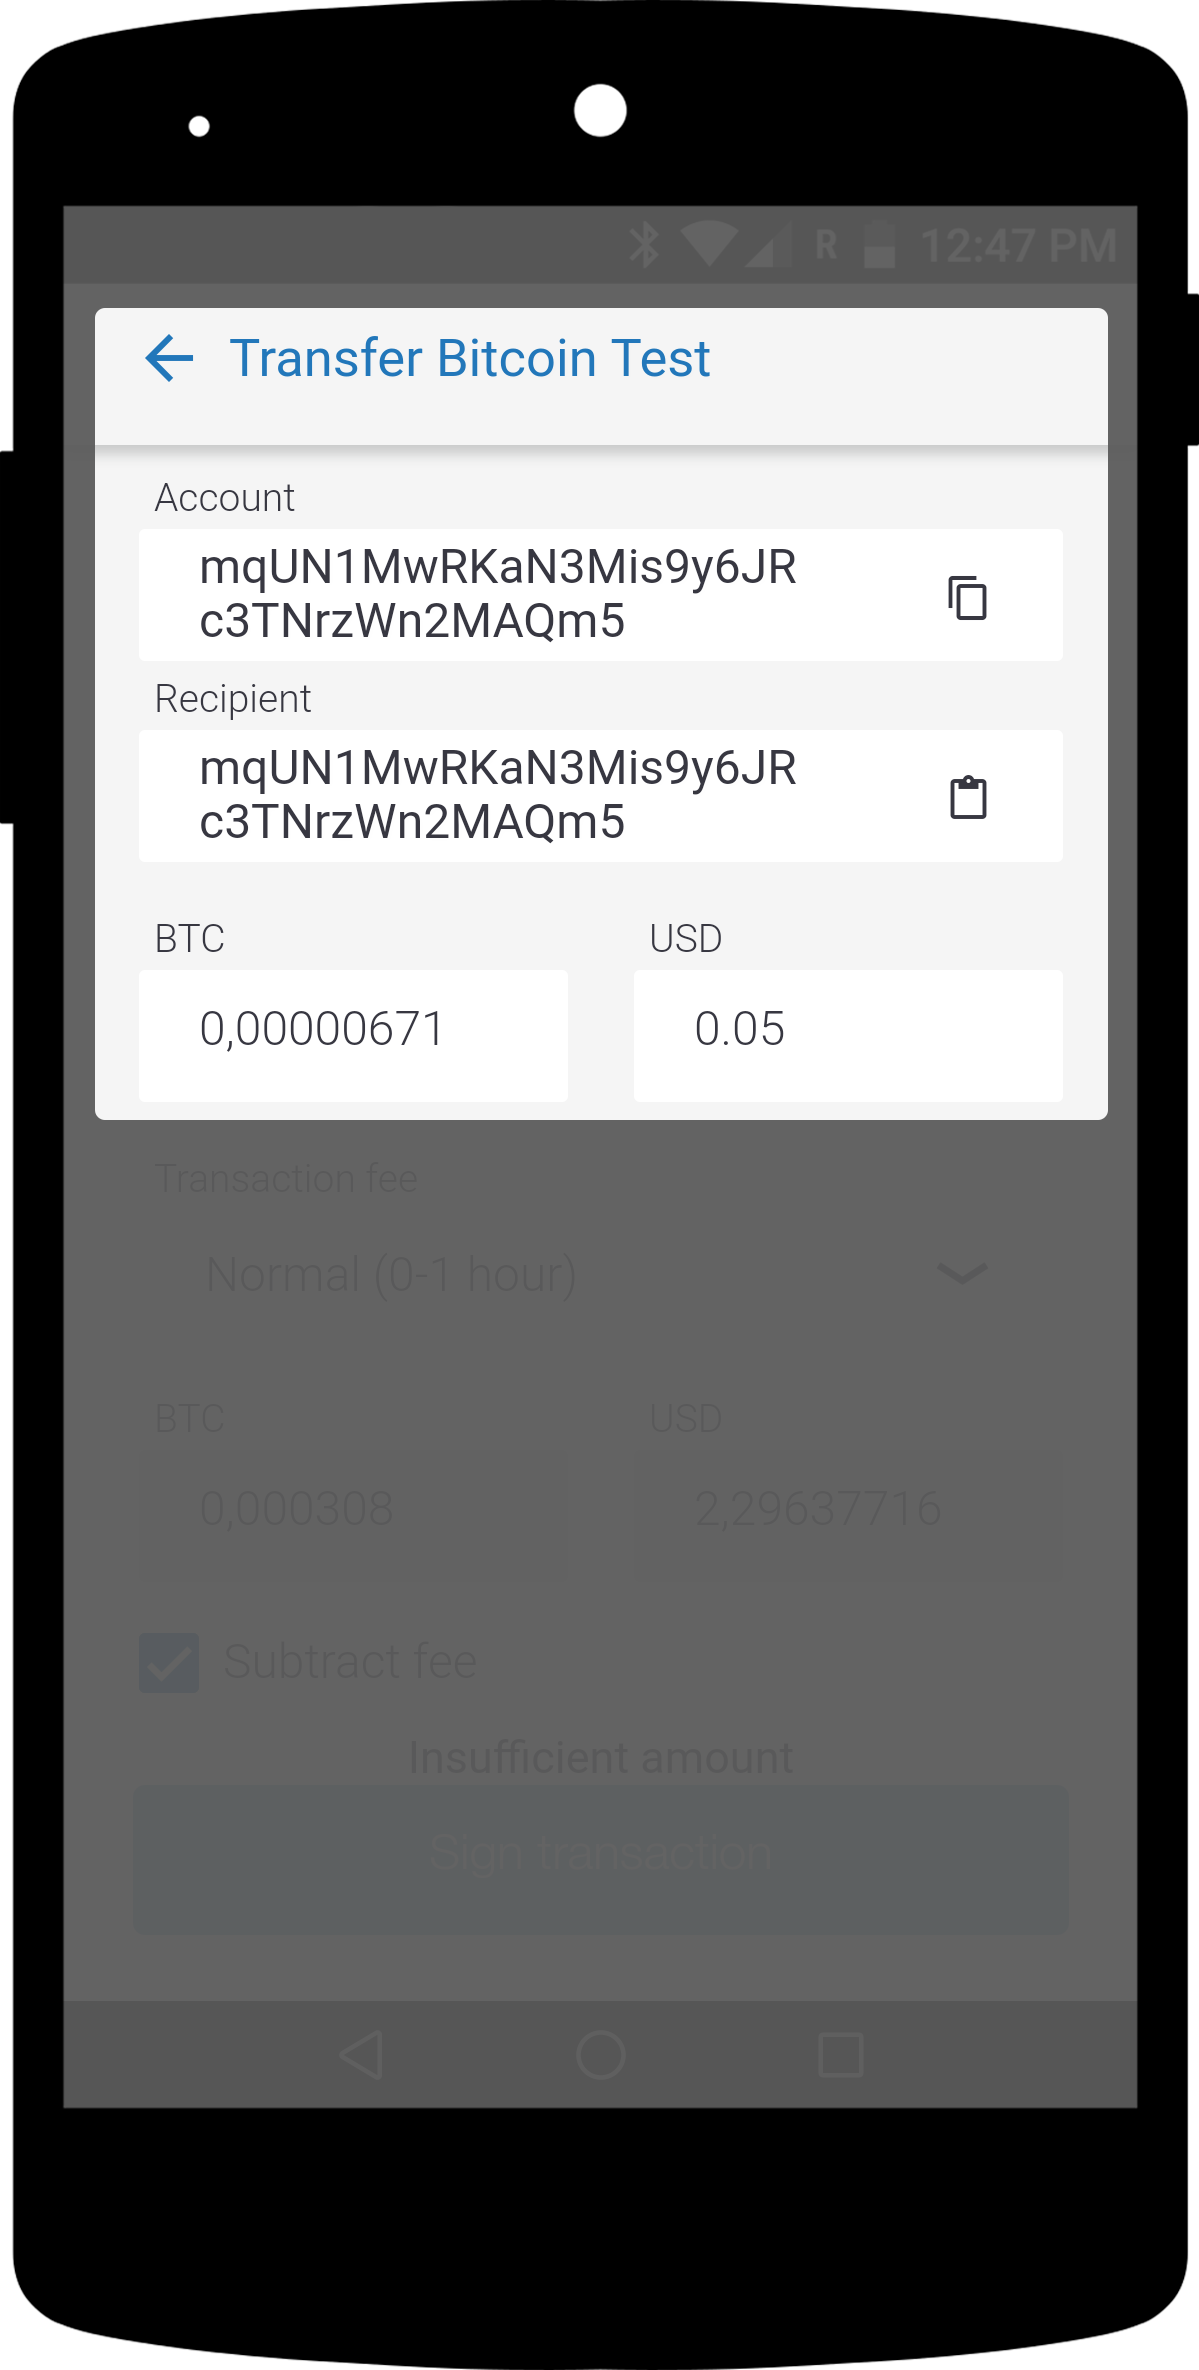 R 12:47 PM
Transfer Bitcoin Test
Account
mqUN1MwRKaN3Mis9y6JR
c3TNrzWn2MAQm5
Recipient
mqUN1MwRKaN3Mis9y6JR
c3TNrzWn2MAQm5
BTC USD
0,00000671 0.05
Transaction fee
Normal (0-1 hour)
BTC USD
0,000308 2,29637716
Subtract fee
Insufficient amount
Sign transaction